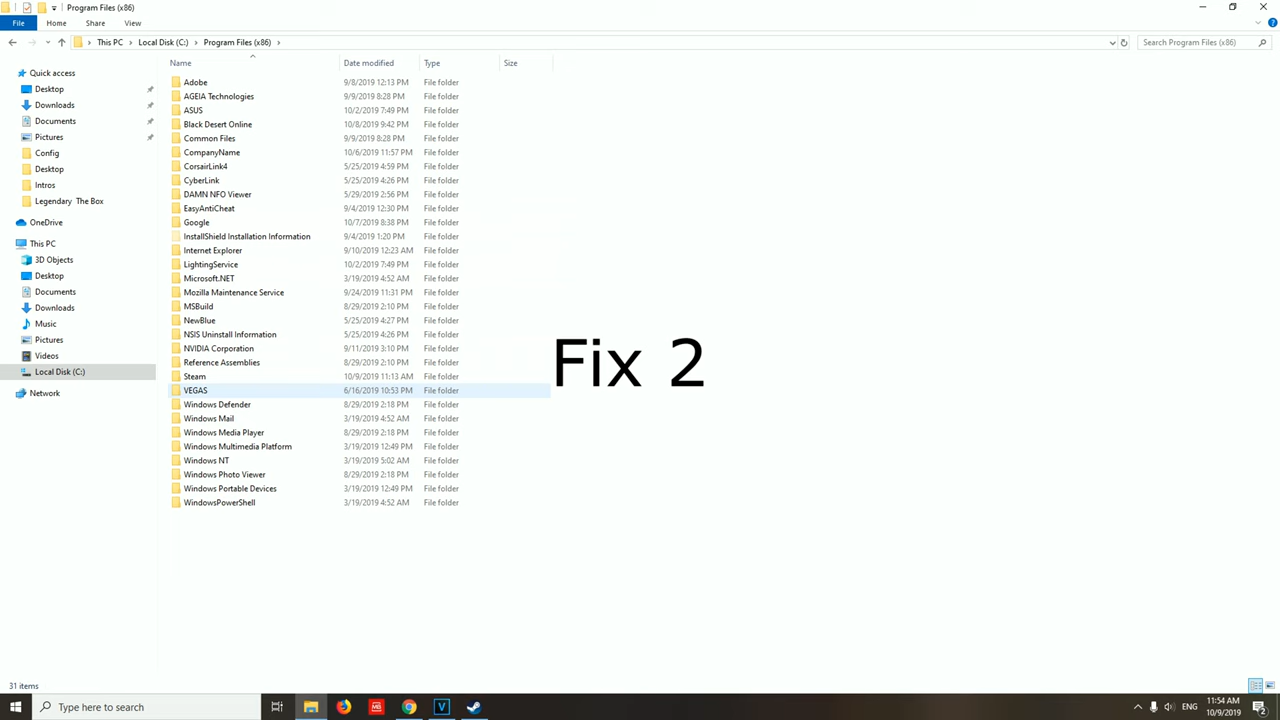 Program Files (x86)
File Home Share View
This PC Local Disk (C:) Program Files (x86)
Search Program Files (x86)
Name Date modified Type Size
Quick access
Desktop
Downloads
Documents
Pictures
Config
Desktop
Intros
Legendary The Box
OneDrive
This PC
3D Objects
Desktop
Documents
Downloads
Music
Pictures
Videos
Local Disk (C:)
Network
Adobe 9/8/2019 12:13 PM File folder
AGEIA Technologies 9/9/2019 8:28 PM File folder
ASUS 10/2/2019 7:49 PM File folder
Black Desert Online 10/8/2019 9:42 PM File folder
Common Files 9/9/2019 8:28 PM File folder
CompanyName 10/6/2019 11:57 PM File folder
CorsairLink4 5/25/2019 4:59 PM File folder
CyberLink 5/25/2019 4:26 PM File folder
DAMN NFO Viewer 5/29/2019 2:56 PM File folder
EasyAntiCheat 9/4/2019 12:30 PM File folder
Google 10/7/2019 8:38 PM File folder
InstallShield Installation Information 9/4/2019 1:20 PM File folder
Internet Explorer 9/10/2019 12:23 AM File folder
LightingService 10/2/2019 7:49 PM File folder
Microsoft.NET 3/19/2019 4:52 AM File folder
Mozilla Maintenance Service 9/24/2019 11:31 PM File folder
MSBuild 8/29/2019 2:10 PM File folder
NewBlue 5/25/2019 4:27 PM File folder
NSIS Uninstall Information 5/25/2019 4:26 PM File folder
NVIDIA Corporation 9/11/2019 3:10 PM File folder
Reference Assemblies 8/29/2019 2:10 PM File folder
Steam 10/9/2019 11:13 AM File folder
VEGAS 6/16/2019 10:53 PM File folder
Windows Defender 8/29/2019 2:18 PM File folder
Windows Mail 3/19/2019 4:52 AM File folder
Windows Media Player 8/29/2019 2:18 PM File folder
Windows Multimedia Platform 3/19/2019 12:49 PM File folder
Windows NT 3/19/2019 5:02 AM File folder
Windows Photo Viewer 8/29/2019 2:18 PM File folder
Windows Portable Devices 3/19/2019 12:49 PM File folder
WindowsPowerShell 3/19/2019 4:52 AM File folder
Fix 2
31 items
Type here to search
MB
V
ENG
11:54 AM
10/9/2019
2